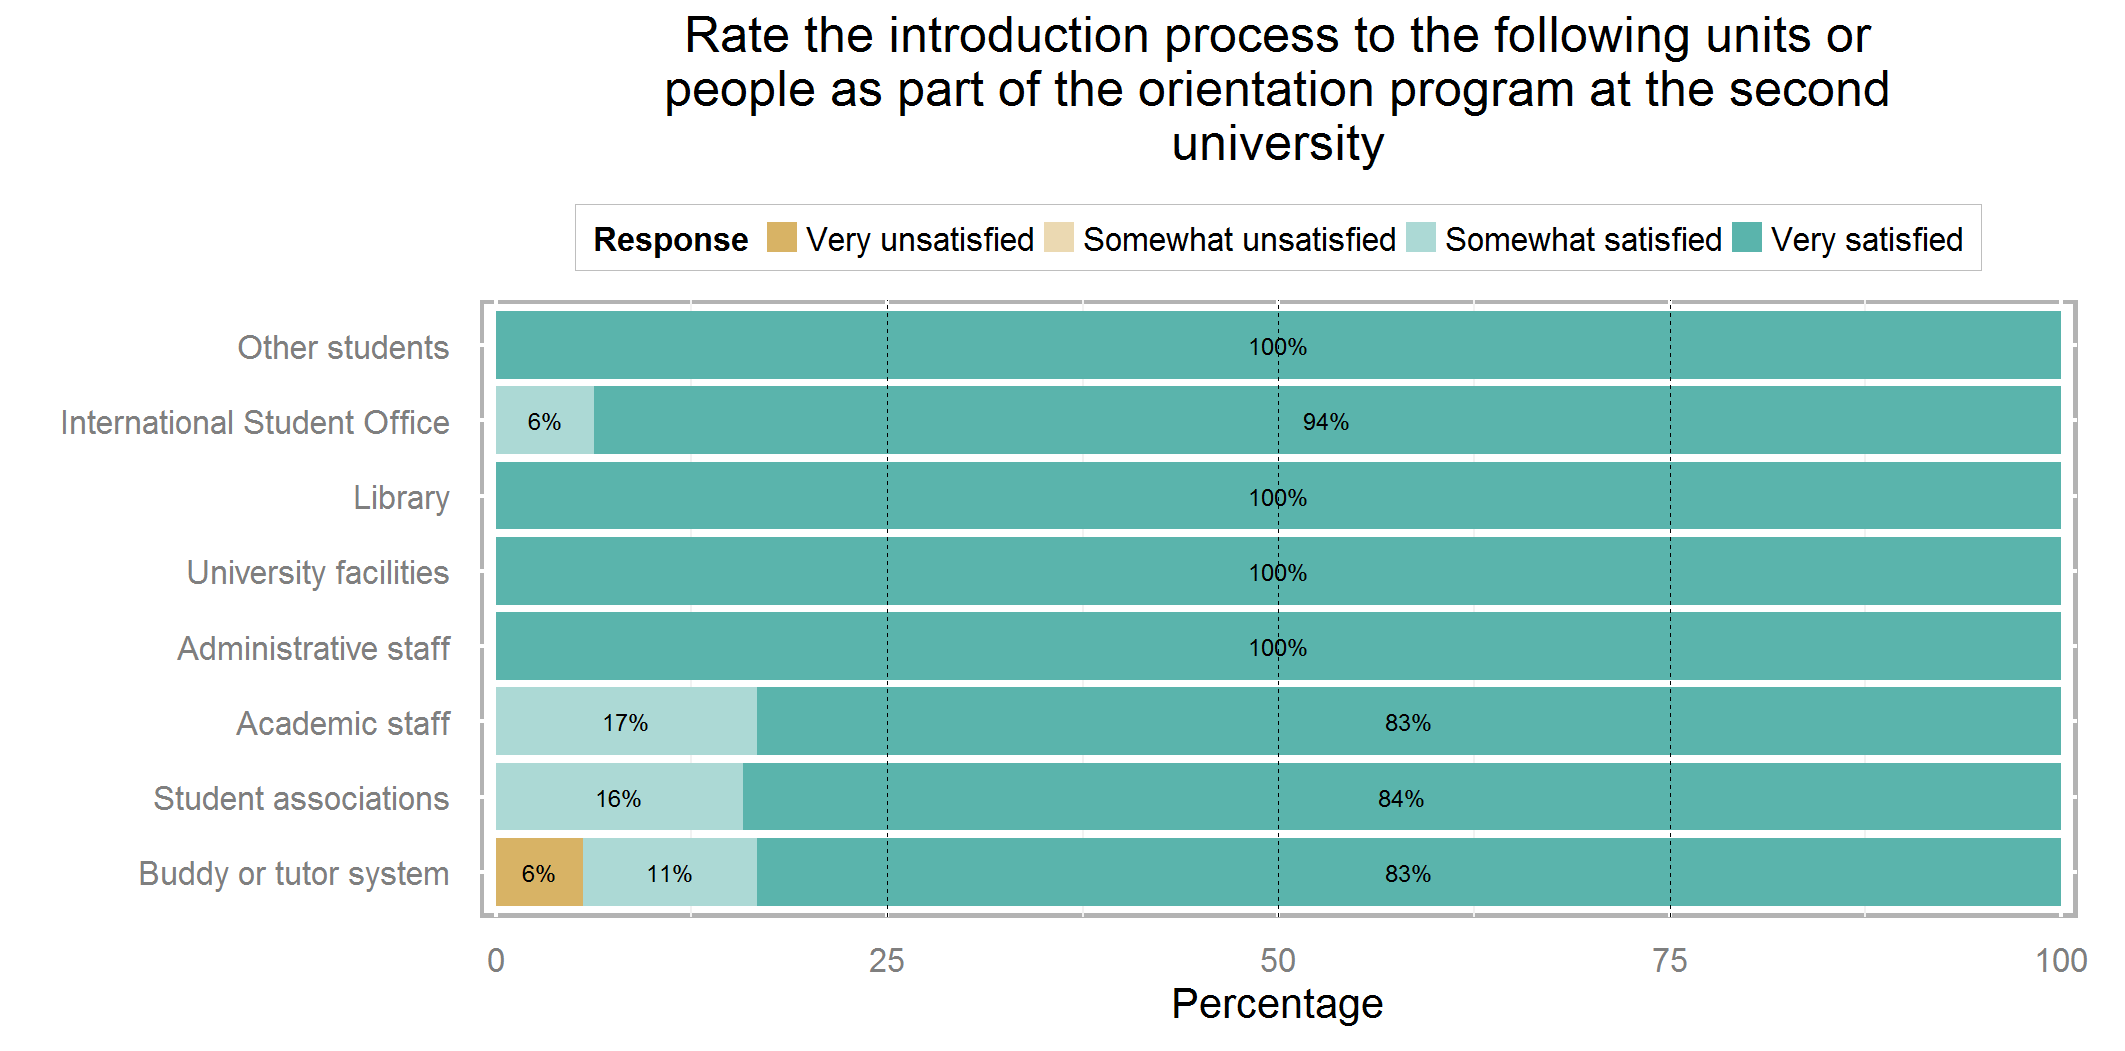 Rate the introduction process to the following units or
people as part of the orientation program at the second
university
Response Very unsatisfied Somewhat unsatisfied Somewhat satisfied Very satisfied
Other students 100%
International Student Office 6% 94%
Library 100%
University facilities 100%
Administrative staff 100%
Academic staff 17% 83%
Student associations 16% 84%
Buddy or tutor system 6% 11% 83%
0 25 50 75 100
Percentage